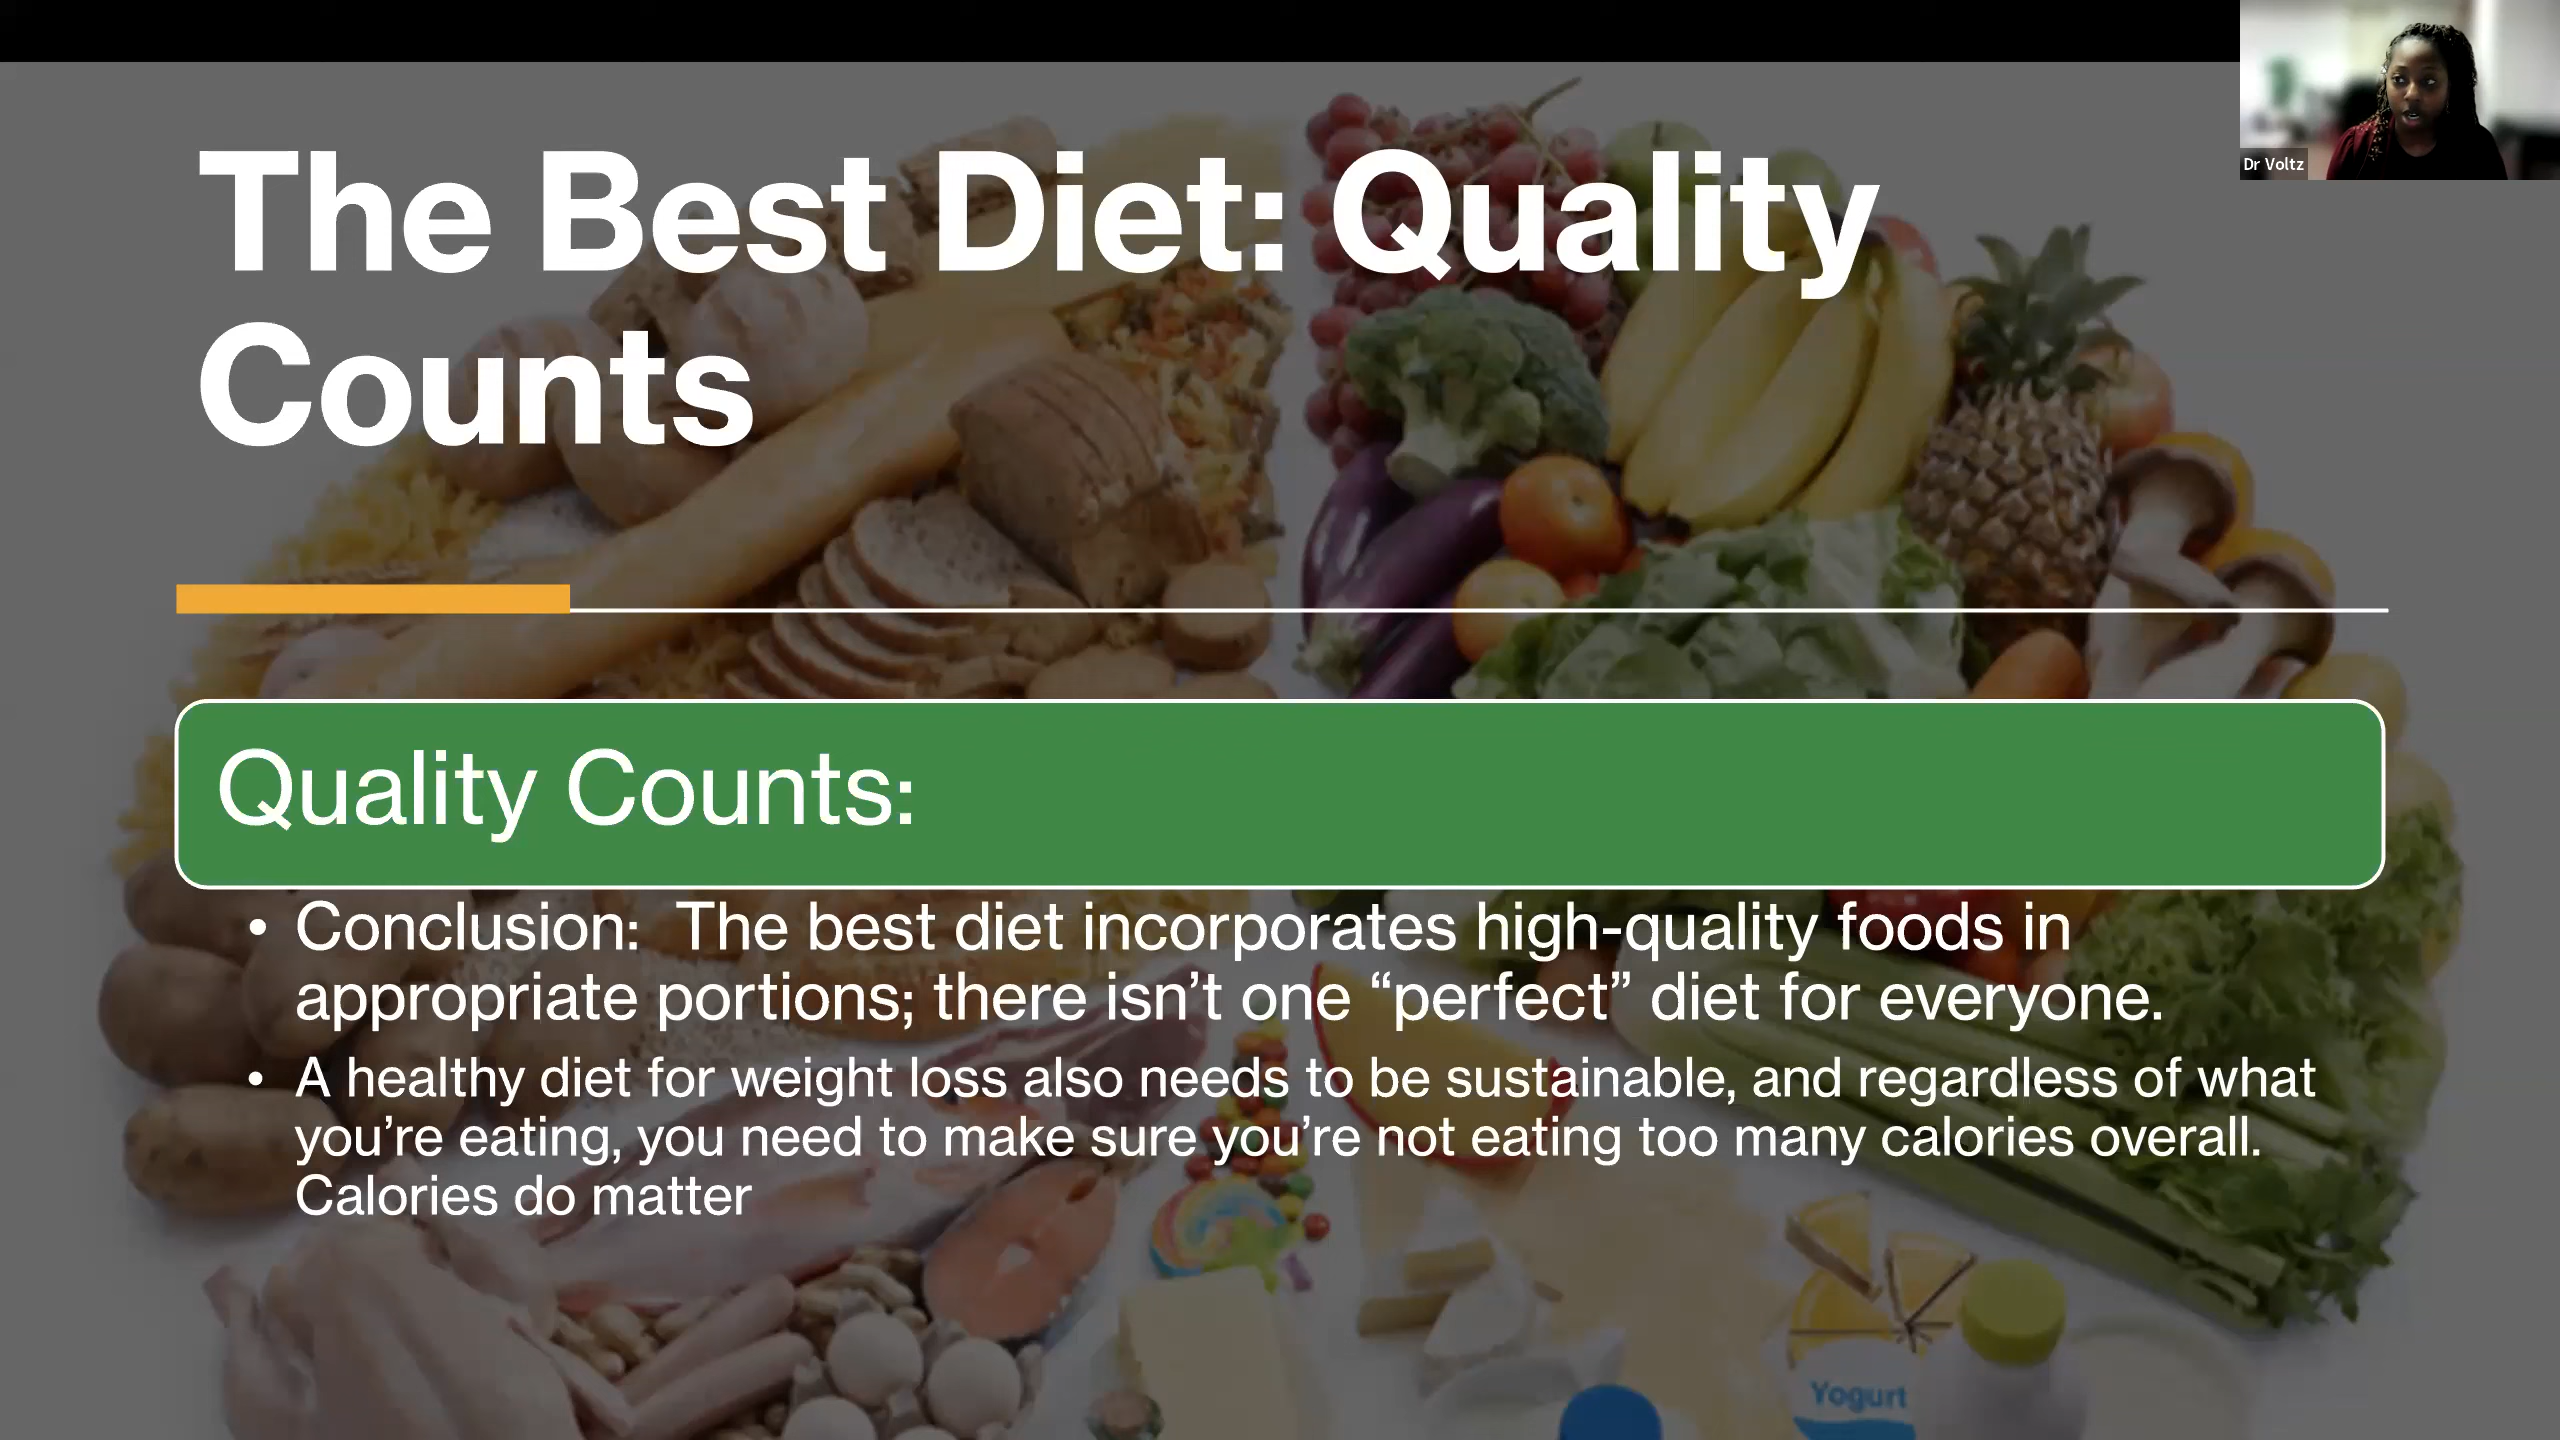 Dr Voltz
The Best Diet: Quality
Counts
Quality Counts:
• Conclusion:  The best diet incorporates high-quality foods in
appropriate portions; there isn’t one “perfect” diet for everyone.
• A healthy diet for weight loss also needs to be sustainable, and regardless of what
you’re eating, you need to make sure you’re not eating too many calories overall.
Calories do matter
Yogurt